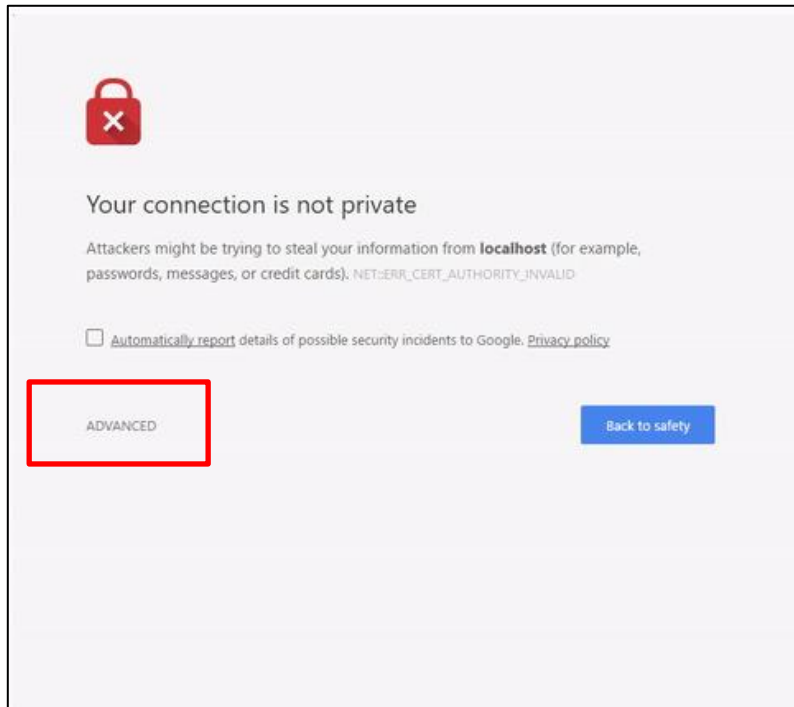 Your connection is not private
Attackers might be trying to steal your information from localhost (for example,
passwords, messages, or credit cards). NET::ERR_CERT_AUTHORITY_INVALID
Automatically report details of possible security incidents to Google. Privacy policy
ADVANCED
Back to safety